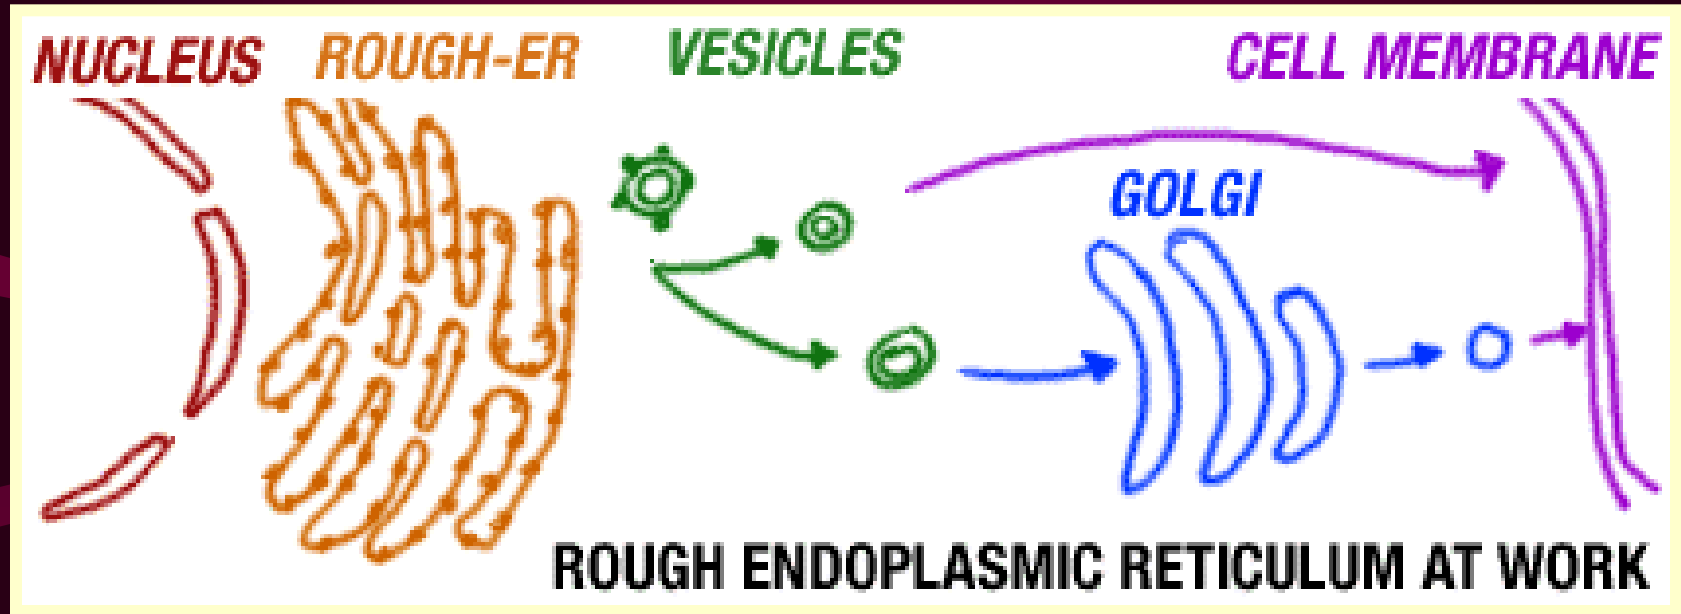 NUCLEUS
ROUGH-ER
VESICLES
CELL MEMBRANE
GOLGI
ROUGH ENDOPLASMIC RETICULUM AT WORK